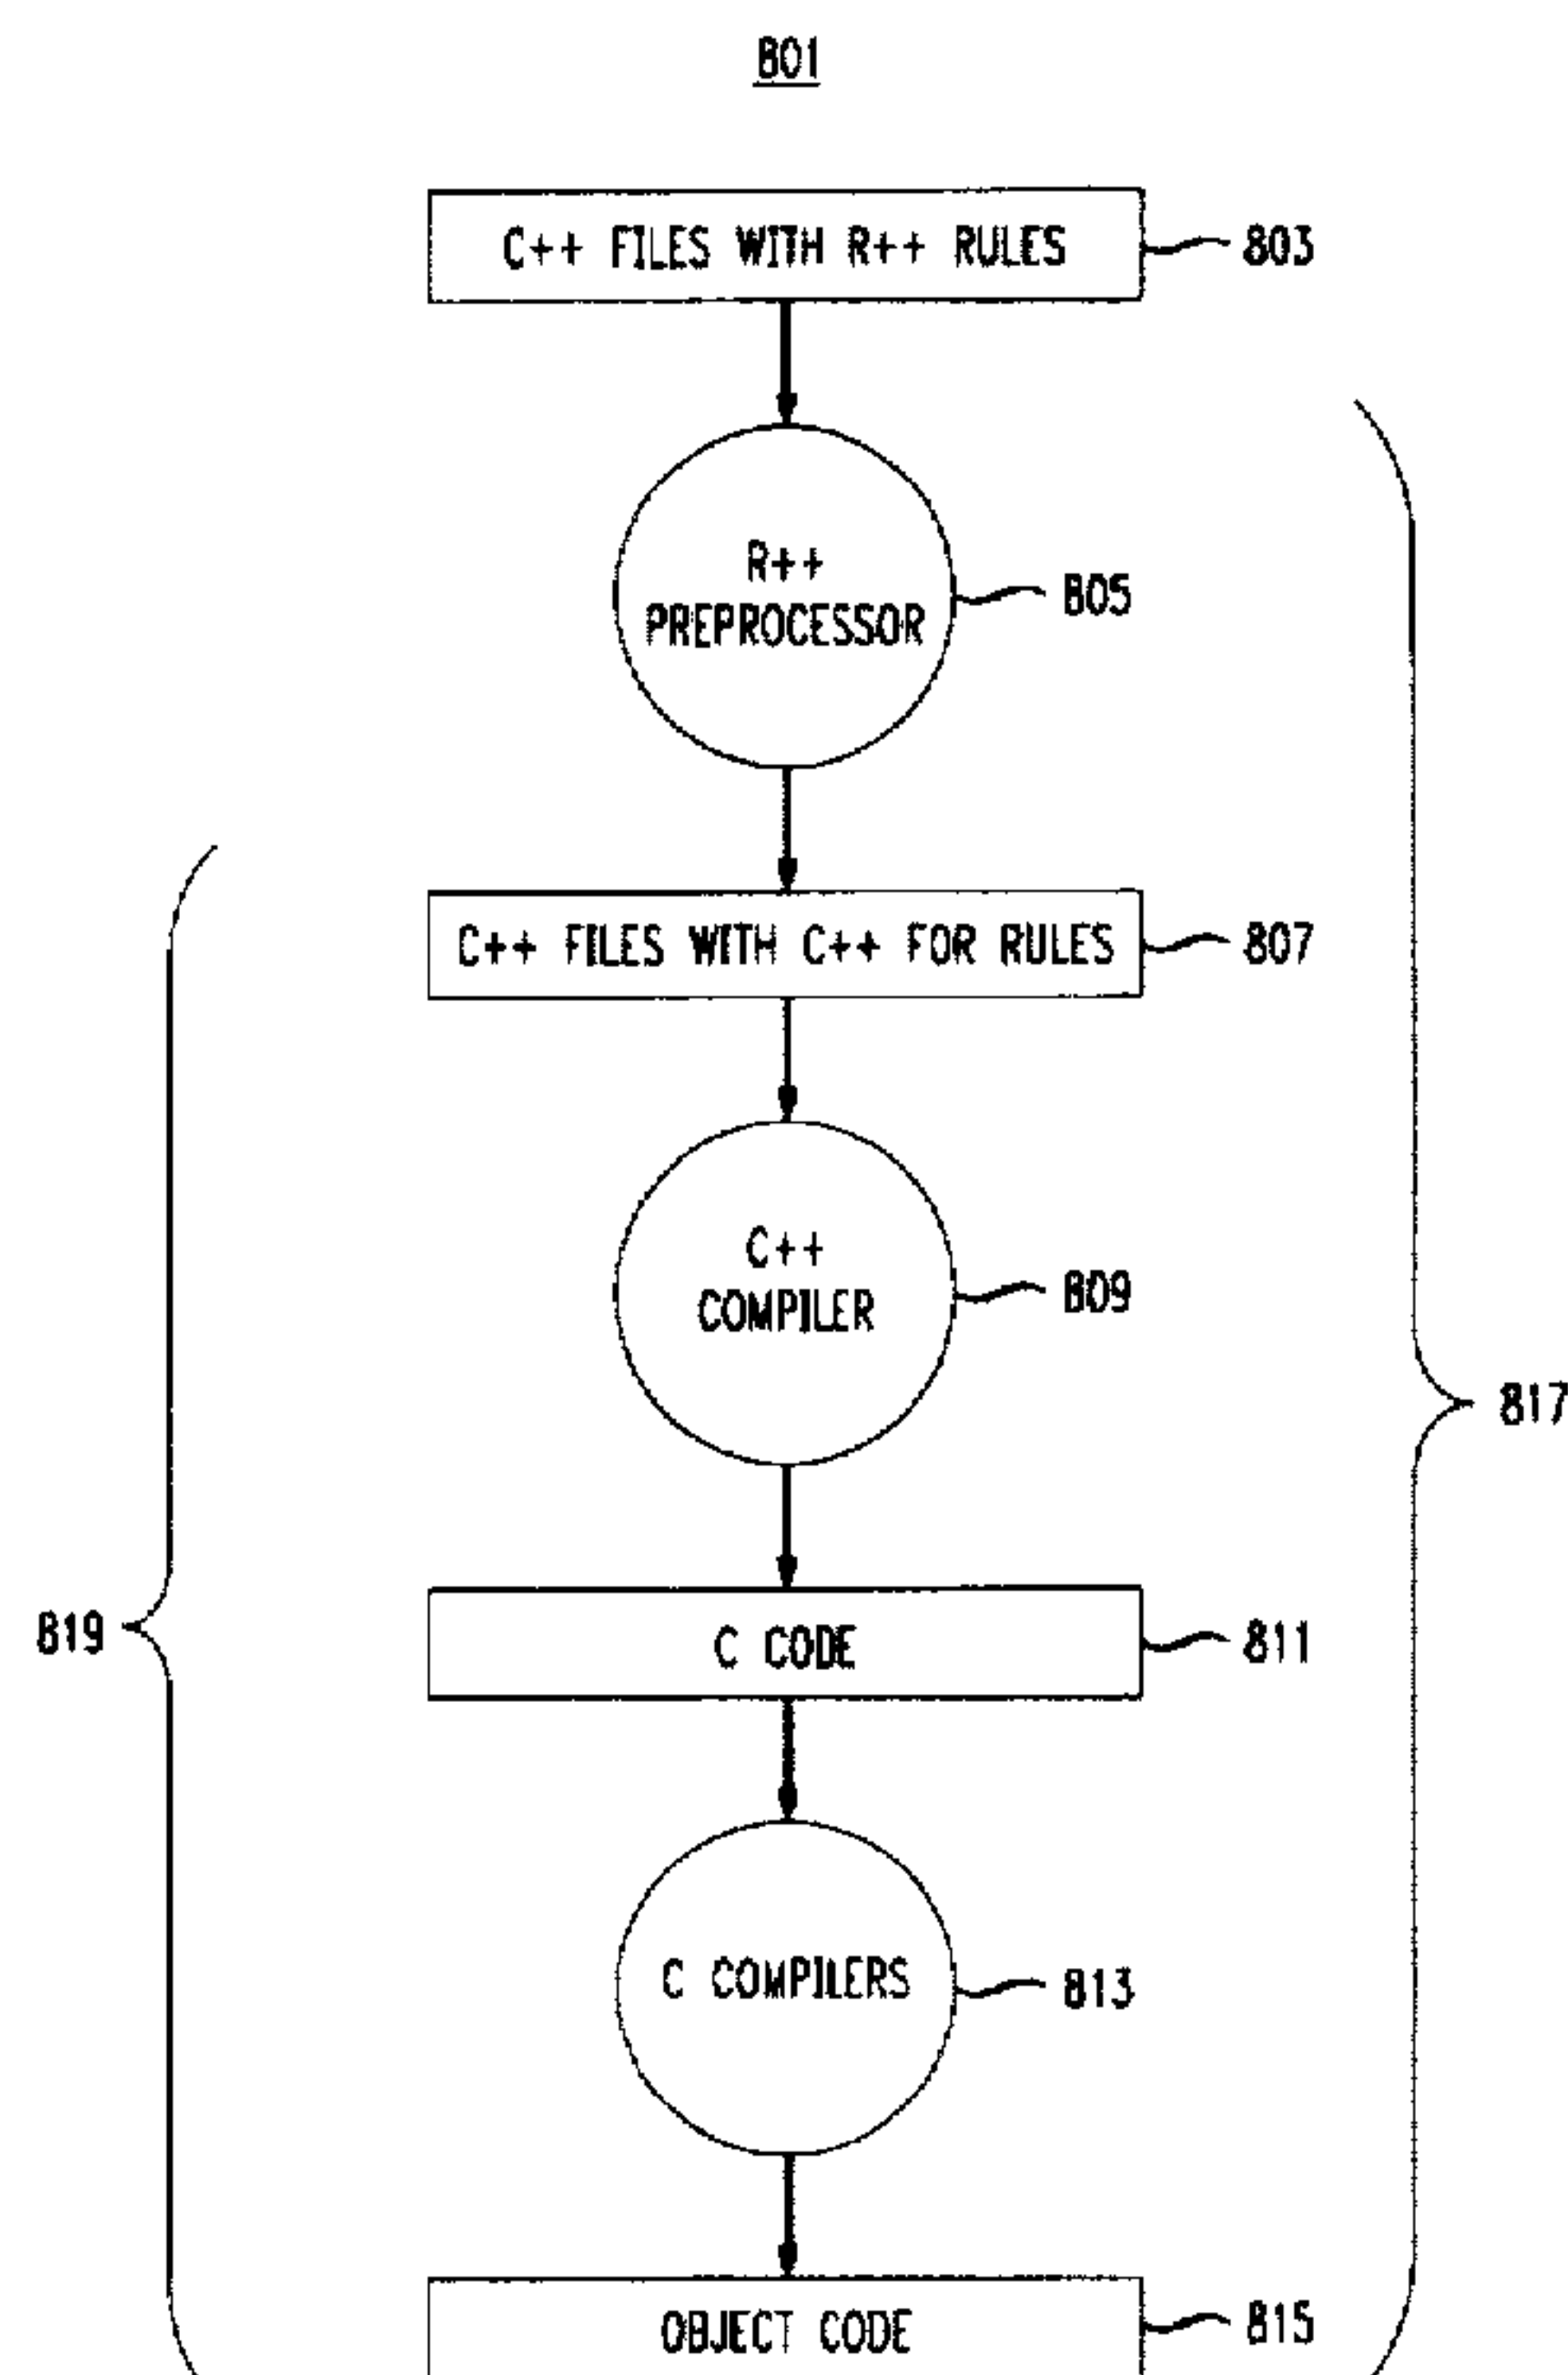 801
C++ FILES WITH R++ RULES
803
R++
PREPROCESSOR
805
C++ FILES WITH C++ FOR RULES
807
C++
COMPILER
809
817
819
C CODE
811
C COMPILERS
813
OBJECT CODE
815